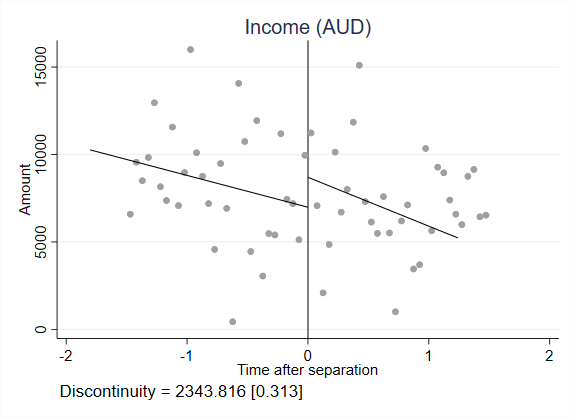 Income (AUD)
15000
10000
5000
0
Amount
-2 -1 0 1 2
Time after separation
Discontinuity = 2343.816 [0.313]